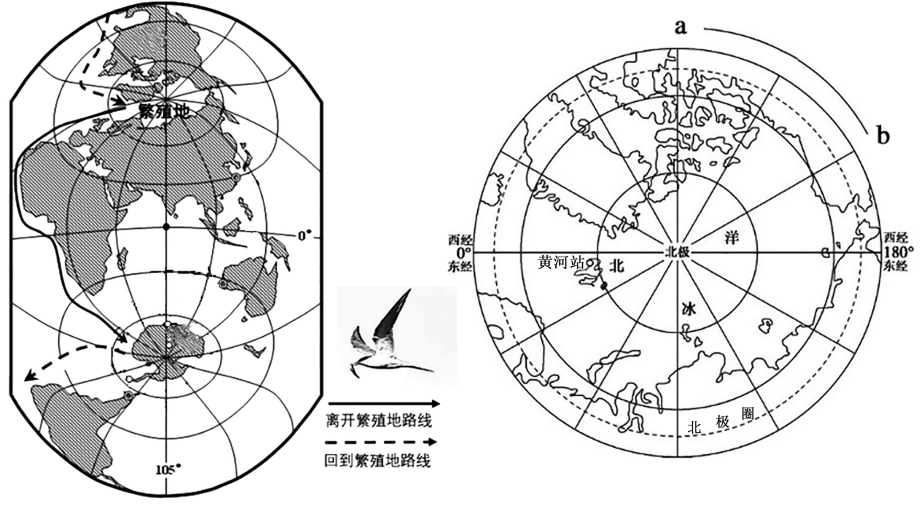 繁殖地
0°
105°
离开繁殖地路线
回到繁殖地路线
a
b
西经
0°
东经
黄河站
北
北极
洋
冰
西经
180°
东经
北极圈